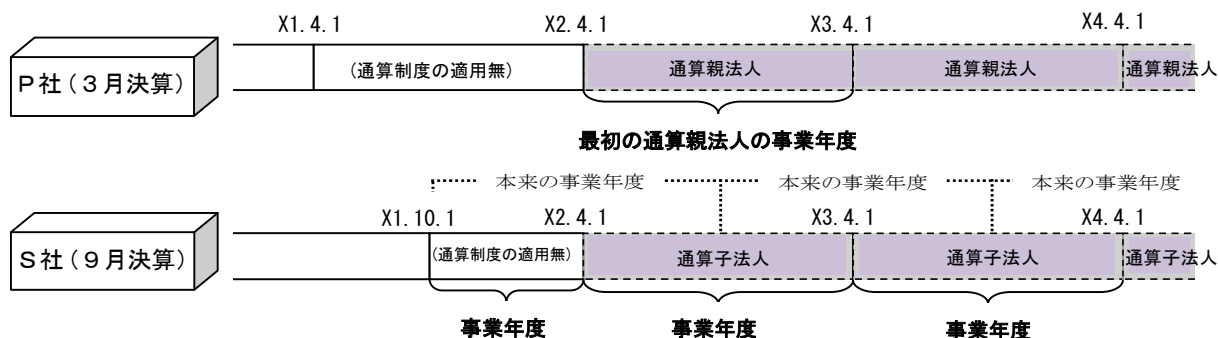 X1.4.1 X2.4.1 X3.4.1 X4.4.1
P社(3月決算) (通算制度の適用無) 通算親法人 通算親法人 通算親法人
最初の通算親法人の事業年度
本来の事業年度 本来の事業年度 本来の事業年度
X1.10.1 X2.4.1 X3.4.1 X4.4.1
S社(9月決算) (通算制度の適用無) 通算子法人 通算子法人 通算子法人
事業年度 事業年度 事業年度